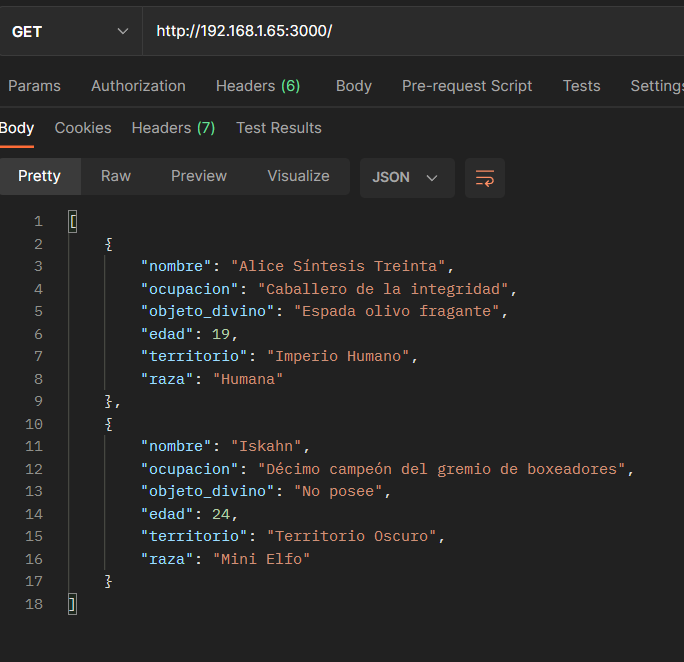 GET http://192.168.1.65:3000/
Params Authorization Headers (6) Body Pre-request Script Tests Settings
Body Cookies Headers (7) Test Results
Pretty Raw Preview Visualize JSON
1 [
2 {
3 "nombre": "Alice Síntesis Treinta",
4 "ocupacion": "Caballero de la integridad",
5 "objeto_divino": "Espada olivo fragante",
6 "edad": 19,
7 "territorio": "Imperio Humano",
8 "raza": "Humana"
9 },
10 {
11 "nombre": "Iskahn",
12 "ocupacion": "Décimo campeón del gremio de boxeadores",
13 "objeto_divino": "No posee",
14 "edad": 24,
15 "territorio": "Territorio Oscuro",
16 "raza": "Mini Elfo"
17 }
18 ]